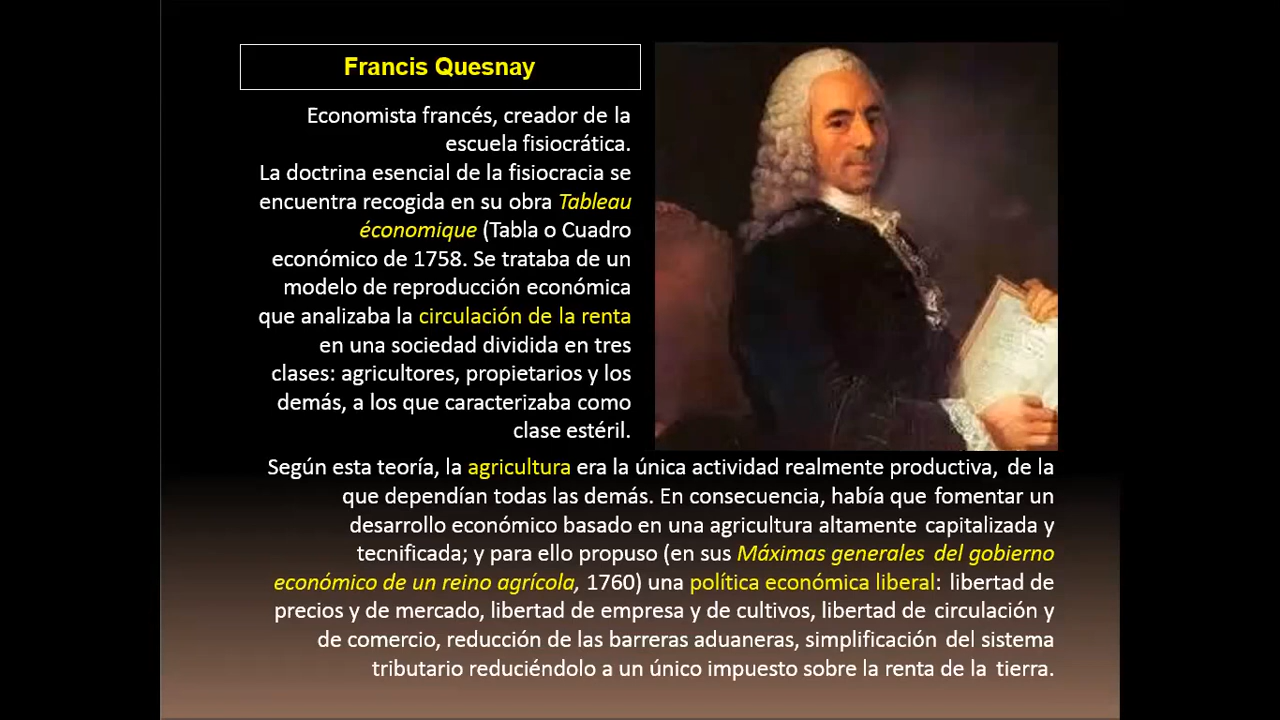 Francis Quesnay
Economista francés, creador de la
escuela fisiocrática.
La doctrina esencial de la fisiocracia se
encuentra recogida en su obra Tableau
économique (Tabla o Cuadro
económico de 1758. Se trataba de un
modelo de reproducción económica
que analizaba la circulación de la renta
en una sociedad dividida en tres
clases: agricultores, propietarios y los
demás, a los que caracterizaba como
clase estéril.
Según esta teoría, la agricultura era la única actividad realmente productiva, de la
que dependían todas las demás. En consecuencia, había que fomentar un
desarrollo económico basado en una agricultura altamente capitalizada y
tecnificada; y para ello propuso (en sus Máximas generales del gobierno
económico de un reino agrícola, 1760) una política económica liberal: libertad de
precios y de mercado, libertad de empresa y de cultivos, libertad de circulación y
de comercio, reducción de las barreras aduaneras, simplificación del sistema
tributario reduciéndolo a un único impuesto sobre la renta de la tierra.